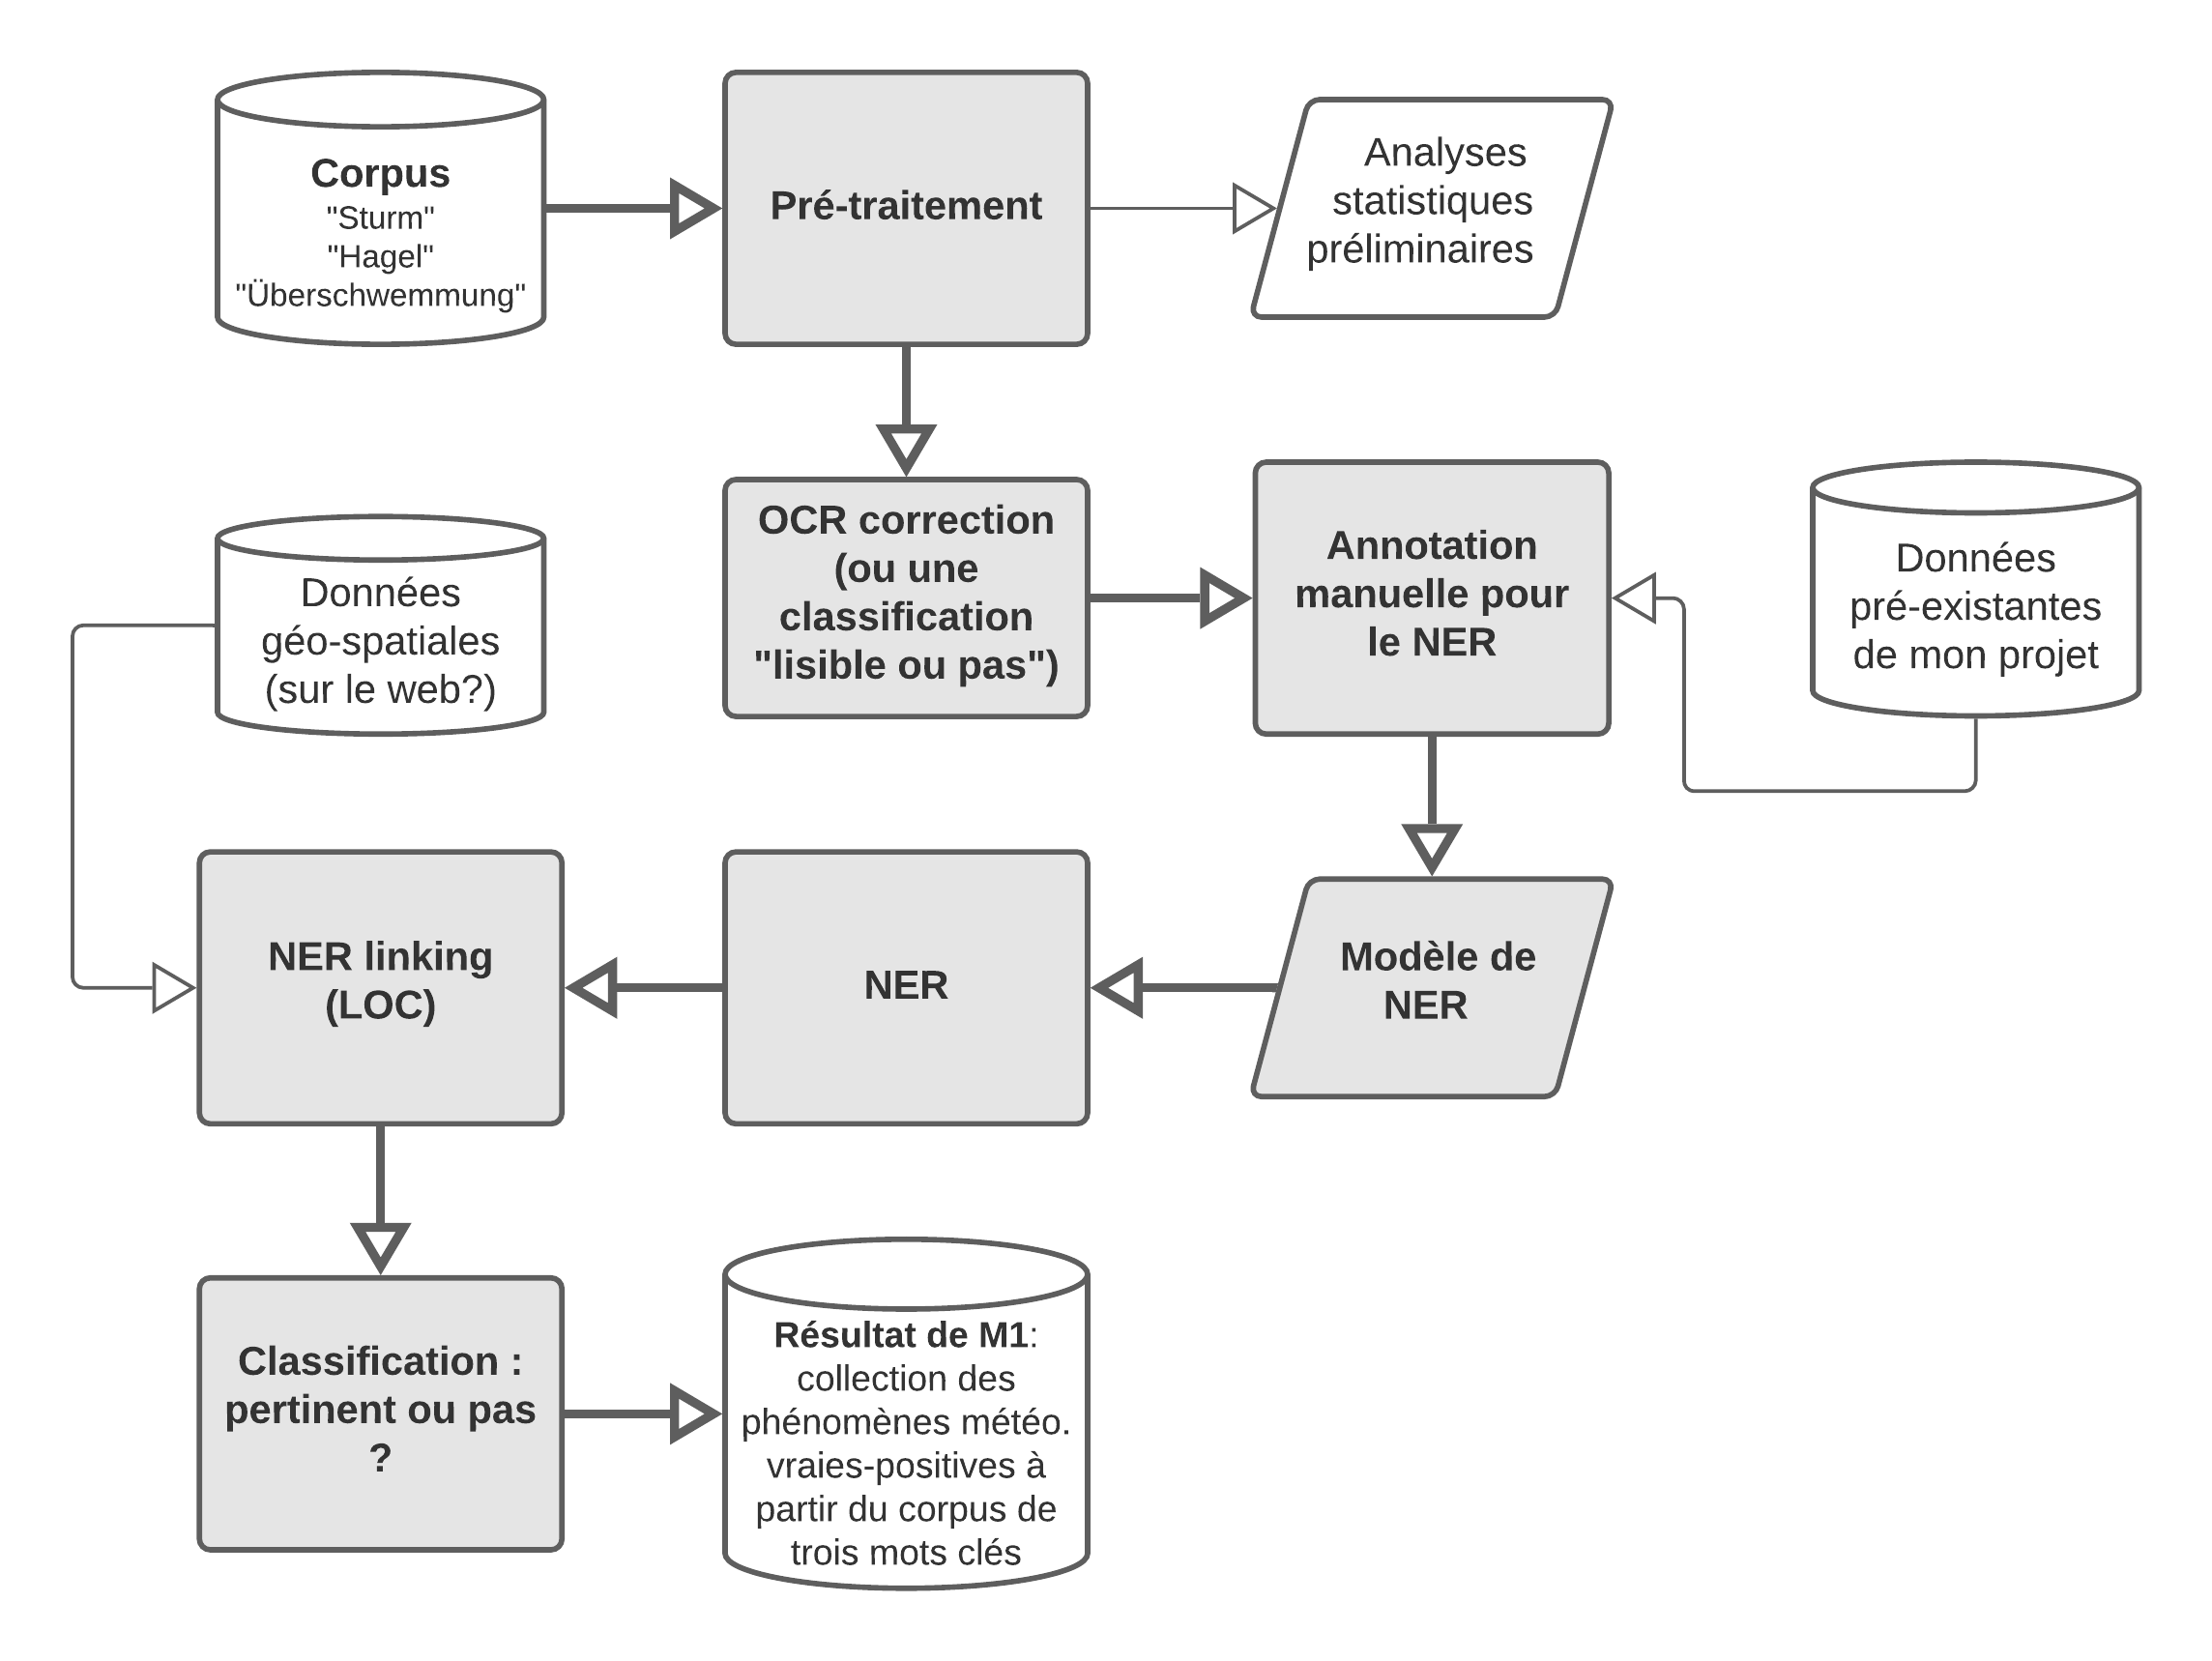 Corpus
"Sturm"
"Hagel"
"Überschwemmung"
Pré-traitement
Analyses
statistiques
préliminaires
Données
géo-spatiales
(sur le web?)
OCR correction
(ou une
classification
"lisible ou pas")
Annotation
manuelle pour
le NER
Données
pré-existantes
de mon projet
NER linking
(LOC)
NER
Modèle de
NER
Classification :
pertinent ou pas
?
Résultat de M1:
collection des
phénomènes météo.
vraies-positives à
partir du corpus de
trois mots clés